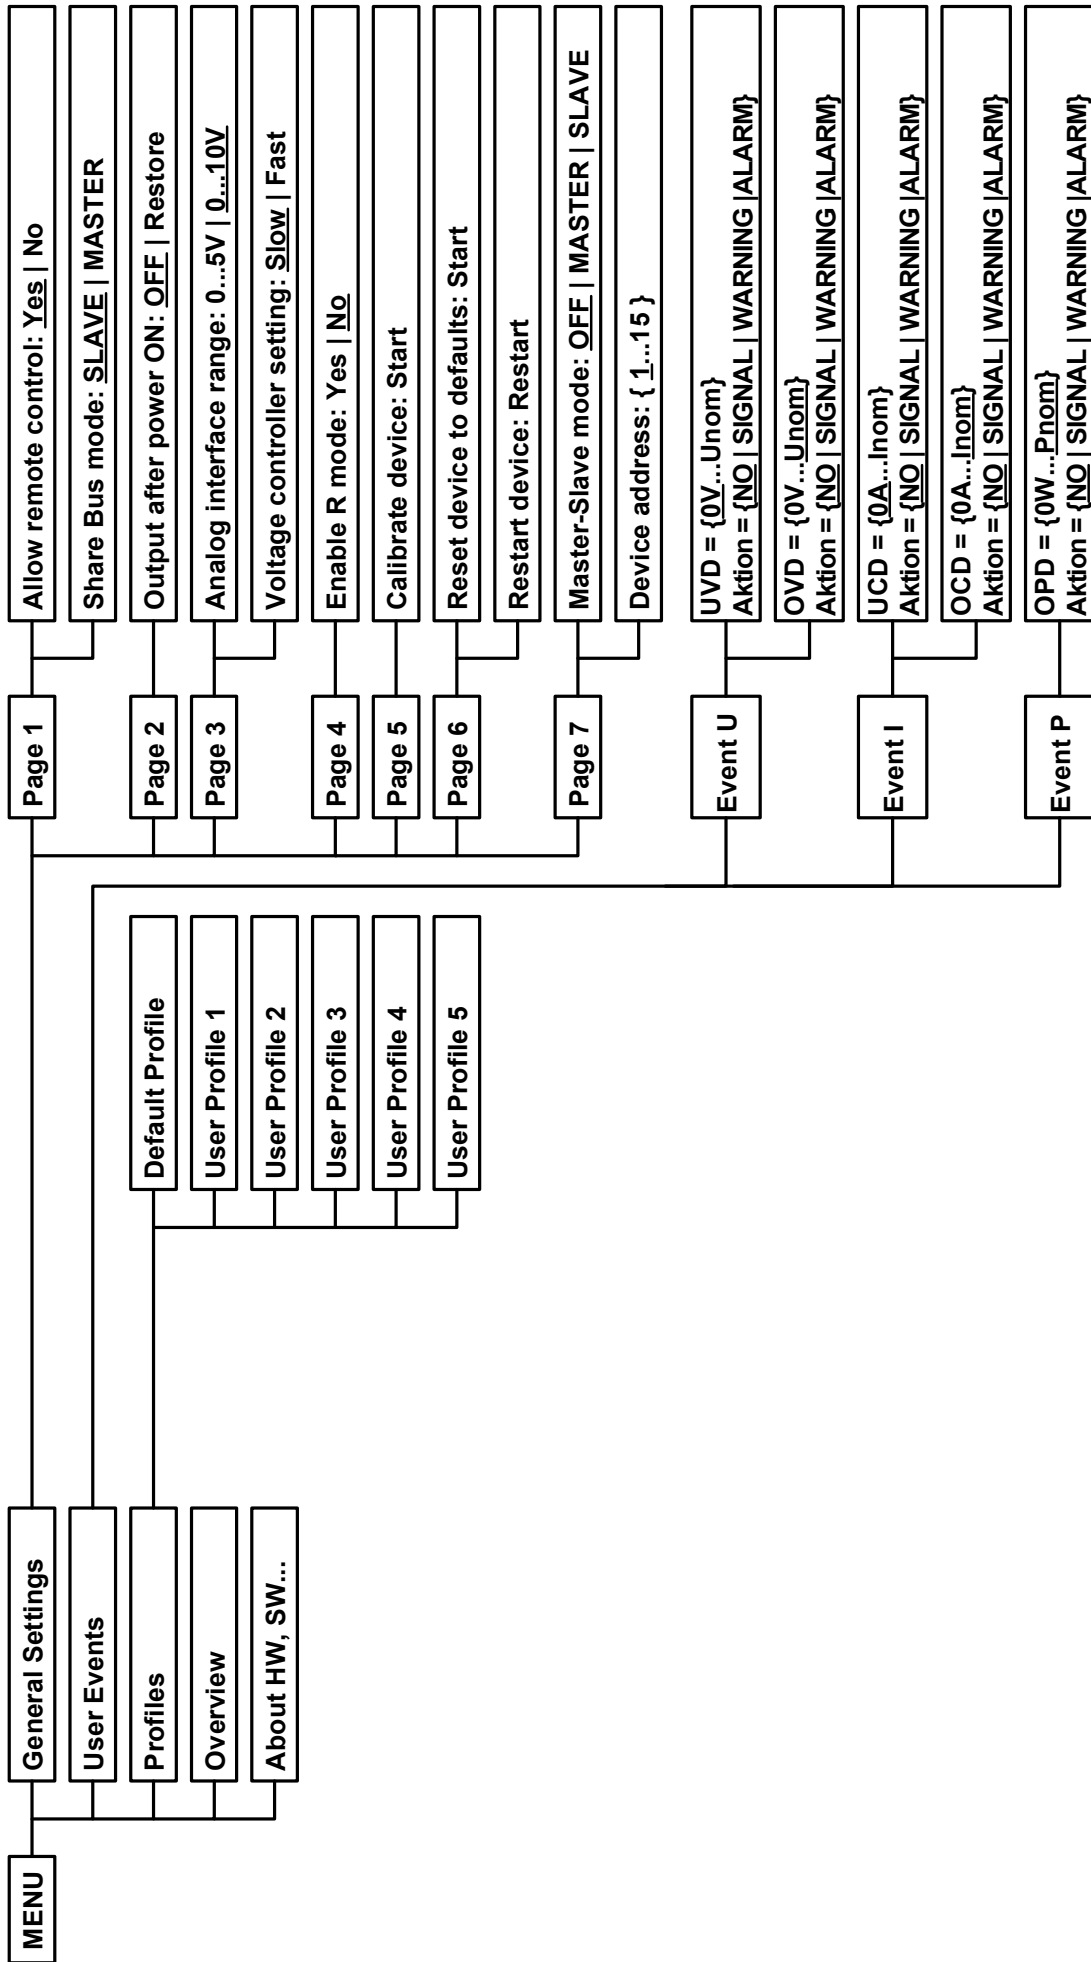 MENU
General Settings
User Events
Profiles
Overview
About HW, SW...
Default Profile
User Profile 1
User Profile 2
User Profile 3
User Profile 4
User Profile 5
Page 1
Allow remote control: Yes | No
Share Bus mode: SLAVE | MASTER
Page 2
Output after power ON: OFF | Restore
Page 3
Analog interface range: 0...5V | 0...10V
Voltage controller setting: Slow | Fast
Page 4
Enable R mode: Yes | No
Page 5
Calibrate device: Start
Page 6
Reset device to defaults: Start
Restart device: Restart
Page 7
Master-Slave mode: OFF | MASTER | SLAVE
Device address: { 1...15 }
Event U
UVD = {0V...Unom}
Aktion = {NO | SIGNAL | WARNING |ALARM}
OVD = {0V...Unom}
Aktion = {NO | SIGNAL | WARNING |ALARM}
Event I
UCD = {0A...Inom}
Aktion = {NO | SIGNAL | WARNING |ALARM}
OCD = {0A...Inom}
Aktion = {NO | SIGNAL | WARNING |ALARM}
Event P
OPD = {0W...Pnom}
Aktion = {NO | SIGNAL | WARNING |ALARM}